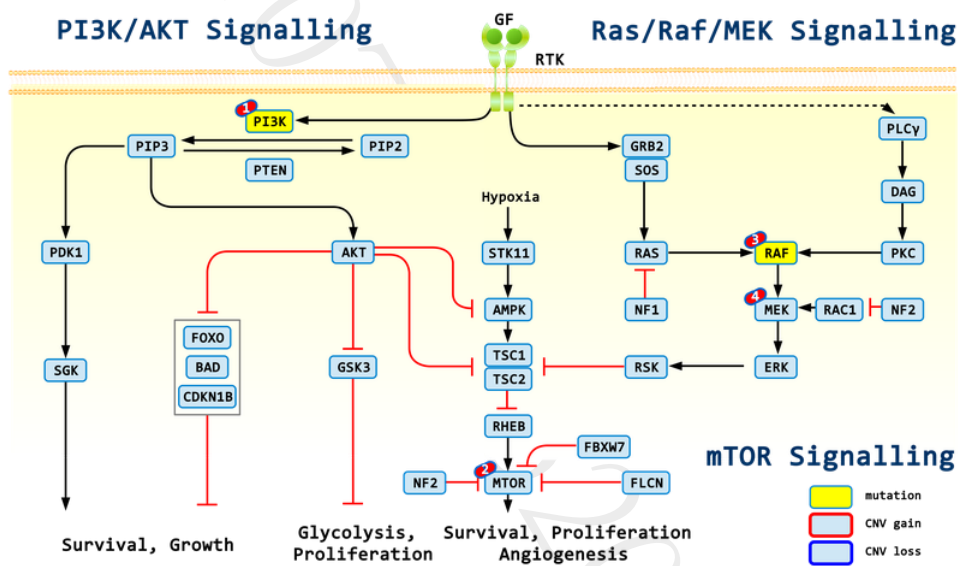 PI3K/AKT Signalling
GF
Ras/Raf/MEK Signalling
RTK
1
PI3K
PLCγ
PIP3
PIP2
GRB2
PTEN
SOS
DAG
Hypoxia
3
PDK1
AKT
STK11
RAS
RAF
PKC
4
AMPK
NF1
MEK
RAC1
NF2
FOXO
TSC1
BAD
SGK
GSK3
TSC2
RSK
ERK
CDKN1B
RHEB
FBXW7
mTOR Signalling
2
NF2
MTOR
FLCN
mutation
CNV gain
CNV loss
Survival, Growth
Glycolysis,
Proliferation
Survival, Proliferation
Angiogenesis